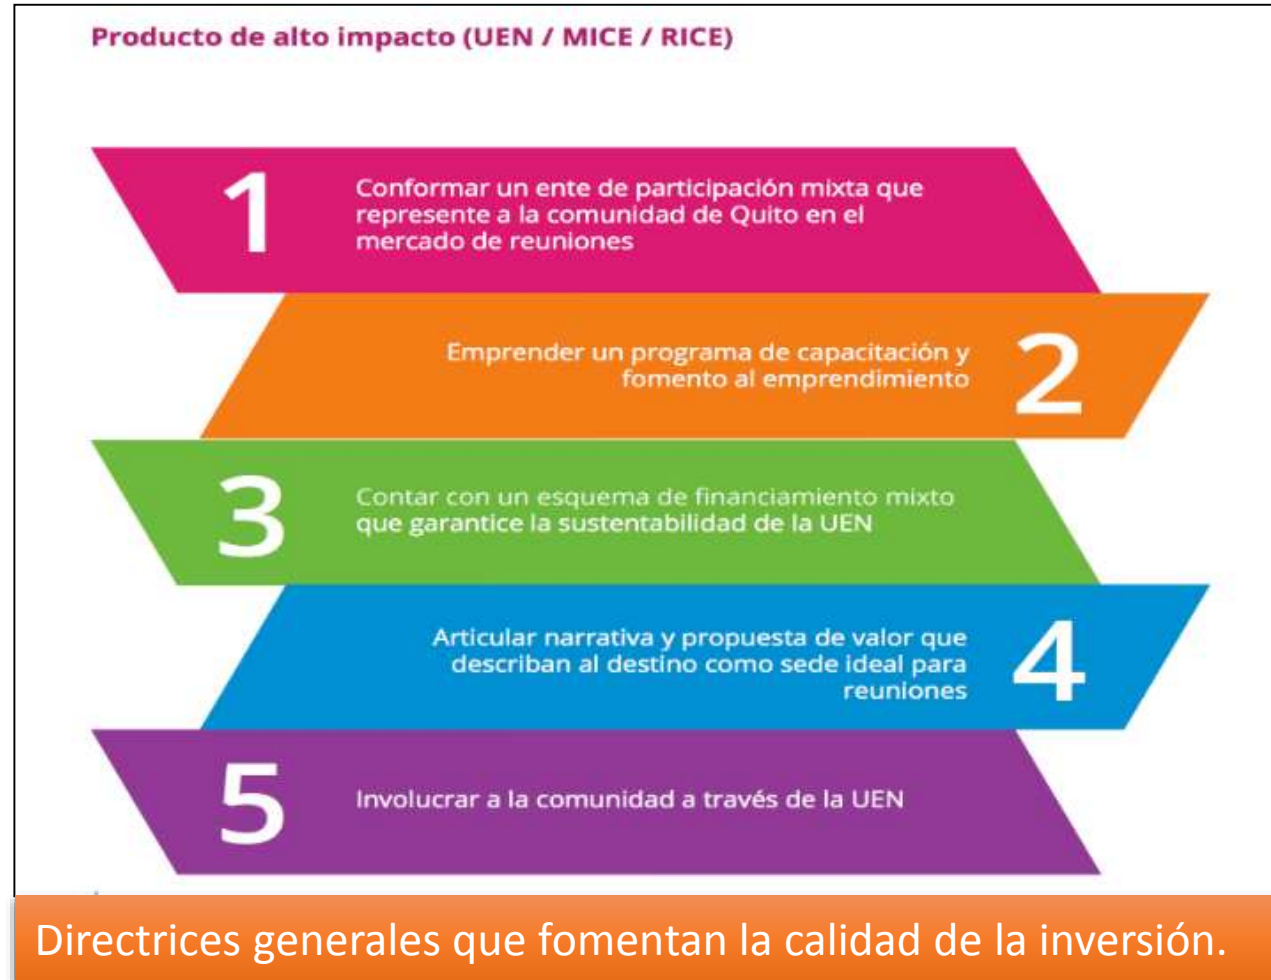 Producto de alto impacto (UEN / MICE / RICE)
1
Conformar un ente de participación mixta que
represente a la comunidad de Quito en el
mercado de reuniones
Emprender un programa de capacitación y
fomento al emprendimiento
2
3
Contar con un esquema de financiamiento mixto
que garantice la sustentabilidad de la UEN
Articular narrativa y propuesta de valor que
describan al destino como sede ideal para
reuniones
4
5
Involucrar a la comunidad a través de la UEN
Directrices generales que fomentan la calidad de la inversión.